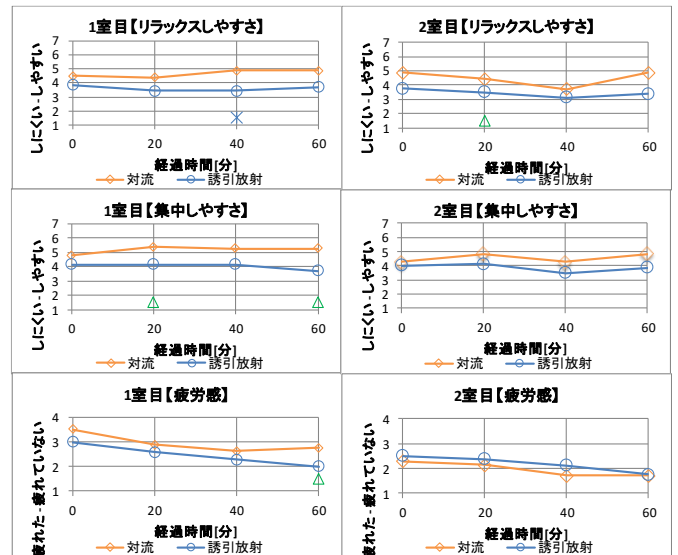 1室目【リラックスしやすさ】
しにくい - しやすい
7
6
5
4
3
2
1
0 20 40 60
経過時間[分]
対流 誘引放射
2室目【リラックスしやすさ】
しにくい - しやすい
7
6
5
4
3
2
1
0 20 40 60
経過時間[分]
対流 誘引放射
1室目【集中しやすさ】
しにくい - しやすい
7
6
5
4
3
2
1
0 20 40 60
経過時間[分]
対流 誘引放射
2室目【集中しやすさ】
しにくい - しやすい
7
6
5
4
3
2
1
0 20 40 60
経過時間[分]
対流 誘引放射
1室目【疲労感】
疲れた - 疲れていない
4
3
2
1
0 20 40 60
経過時間[分]
対流 誘引放射
2室目【疲労感】
疲れた - 疲れていない
4
3
2
1
0 20 40 60
経過時間[分]
対流 誘引放射